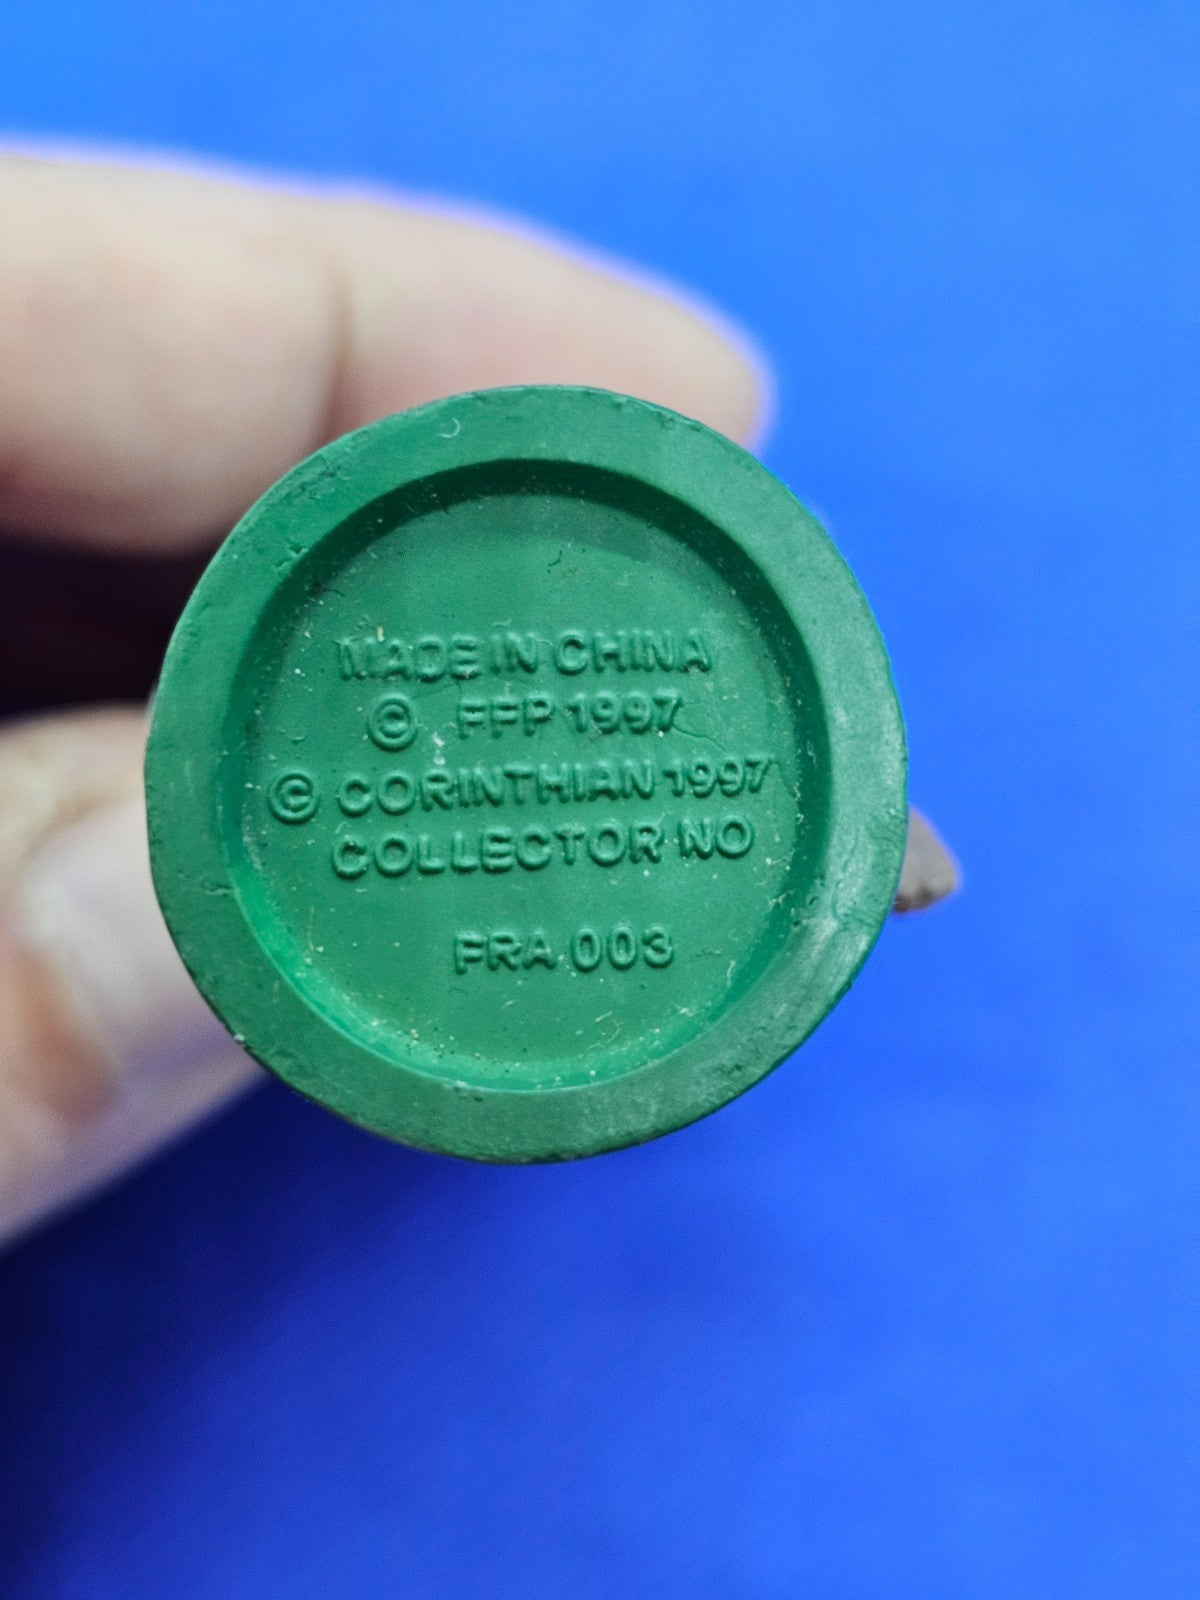 MADE IN CHINA
© FFP 1997
© CORINTHIAN 1997
COLLECTOR NO
FRA 003